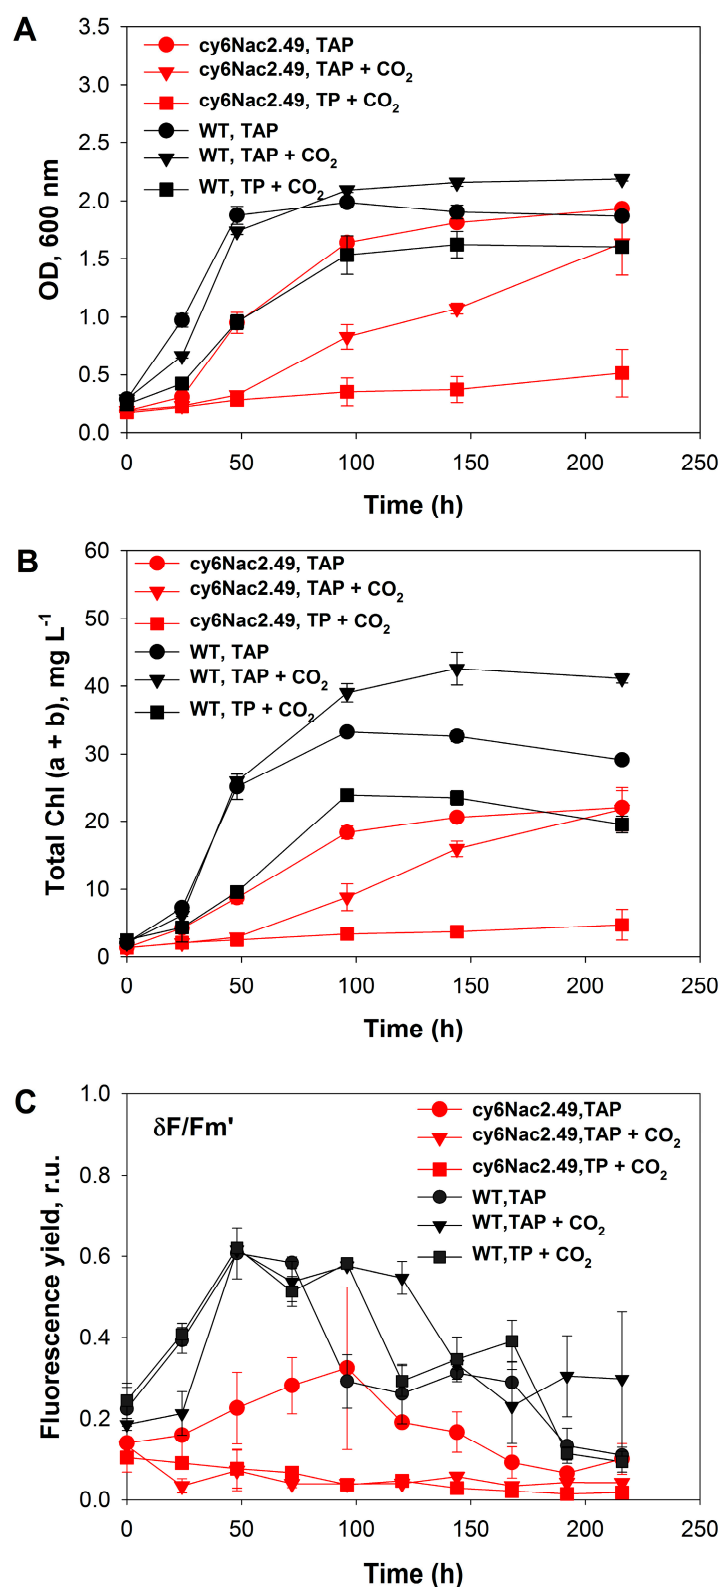 A
3.5
3.0
2.5
2.0
1.5
1.0
0.5
0.0
OD, 600 nm
cy6Nac2.49, TAP
cy6Nac2.49, TAP + CO₂
cy6Nac2.49, TP + CO₂
WT, TAP
WT, TAP + CO₂
WT, TP + CO₂
0 50 100 150 200 250
Time (h)
B
60
50
40
30
20
10
0
Total Chl (a + b), mg L⁻¹
cy6Nac2.49, TAP
cy6Nac2.49, TAP + CO₂
cy6Nac2.49, TP + CO₂
WT, TAP
WT, TAP + CO₂
WT, TP + CO₂
0 50 100 150 200 250
Time (h)
C
1.0
0.8
0.6
0.4
0.2
0.0
Fluorescence yield, r.u.
δF/Fm'
cy6Nac2.49,TAP
cy6Nac2.49,TAP + CO₂
cy6Nac2.49,TP + CO₂
WT,TAP
WT,TAP + CO₂
WT,TP + CO₂
0 50 100 150 200 250
Time (h)